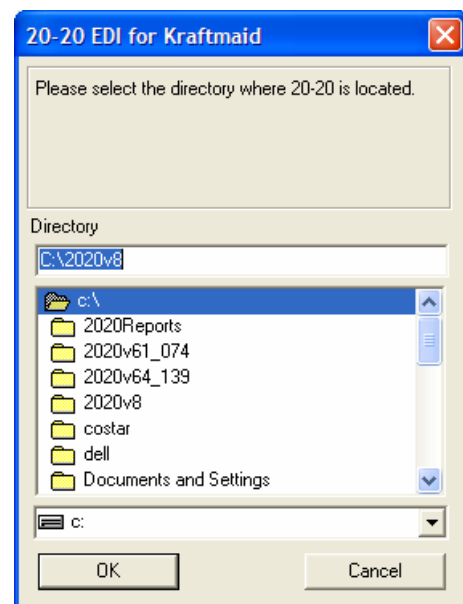 20-20 EDI for Kraftmaid
Please select the directory where 20-20 is located.
Directory
C:\2020v8
c:\
2020Reports
2020v61_074
2020v64_139
2020v8
costar
dell
Documents and Settings
c:
OK Cancel